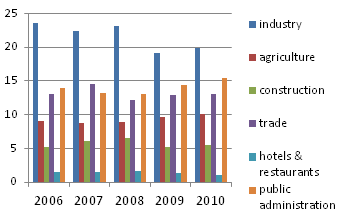 25
20
15
10
5
0
2006 2007 2008 2009 2010
industry
agriculture
construction
trade
hotels &
restaurants
public
administration